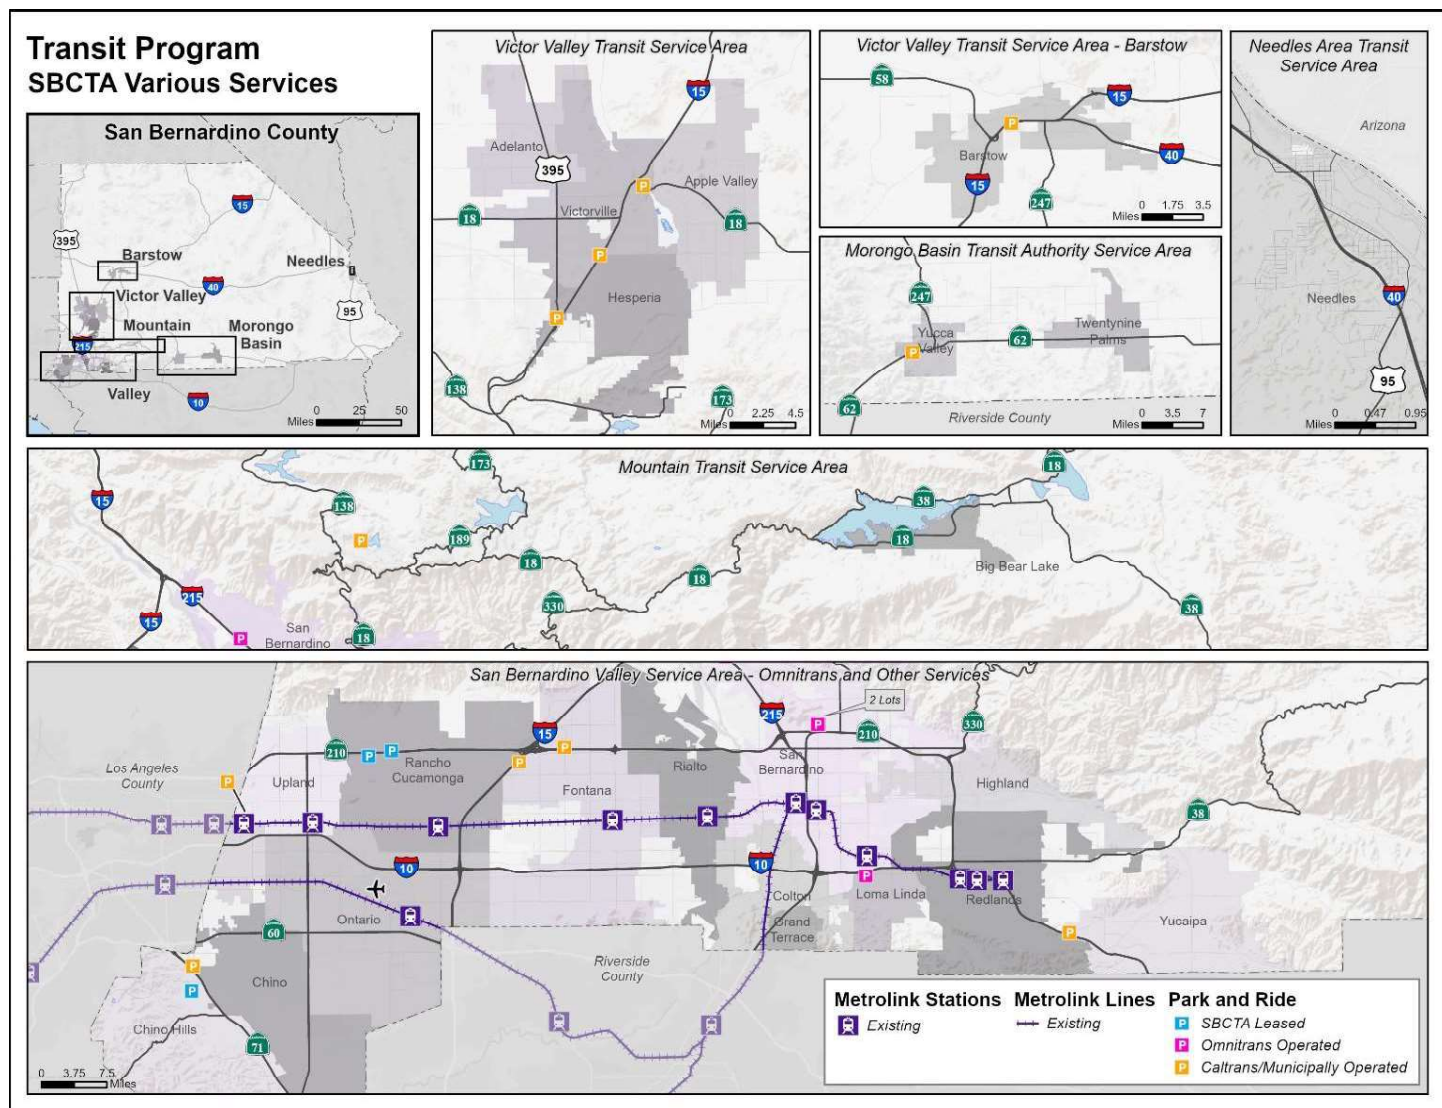 Transit Program
SBCTA Various Services
San Bernardino County
15
395
Barstow
Needles
40
Victor Valley
95
Mountain
Morongo
Basin
215
Valley
10
0 25 50
Miles
Victor Valley Transit Service Area
15
Adelanto
395
Apple Valley
18
Victorville
18
Hesperia
138
173
0 2.25 4.5
Miles
Victor Valley Transit Service Area - Barstow
58
15
P
Barstow
40
15
247
0 1.75 3.5
Miles
Morongo Basin Transit Authority Service Area
247
Yucca
Valley
62
Twentynine
Palms
P
62
Riverside County
0 3.5 7
Miles
Needles Area Transit
Service Area
Arizona
Needles
40
95
0 0.47 0.95
Miles
Mountain Transit Service Area
173
18
15
138
38
P
189
18
18
18
Big Bear Lake
215
330
38
15
San
Bernardino
P
18
San Bernardino Valley Service Area - Omnitrans and Other Services
2 Lots
215
330
15
P
210
210
P P
P
P
Los Angeles
County
Upland
Rancho
Cucamonga
Rialto
San
Bernardino
Highland
P
Fontana
38
10
10
P
Colton
Loma Linda
Redlands
Ontario
Grand
Terrace
Yucaipa
60
P
P
P
Riverside
County
Chino
Chino Hills
71
0 3.75 7.5
Miles
Metrolink Stations
Existing
Metrolink Lines
Existing
Park and Ride
P SBCTA Leased
P Omnitrans Operated
P Caltrans/Municipally Operated